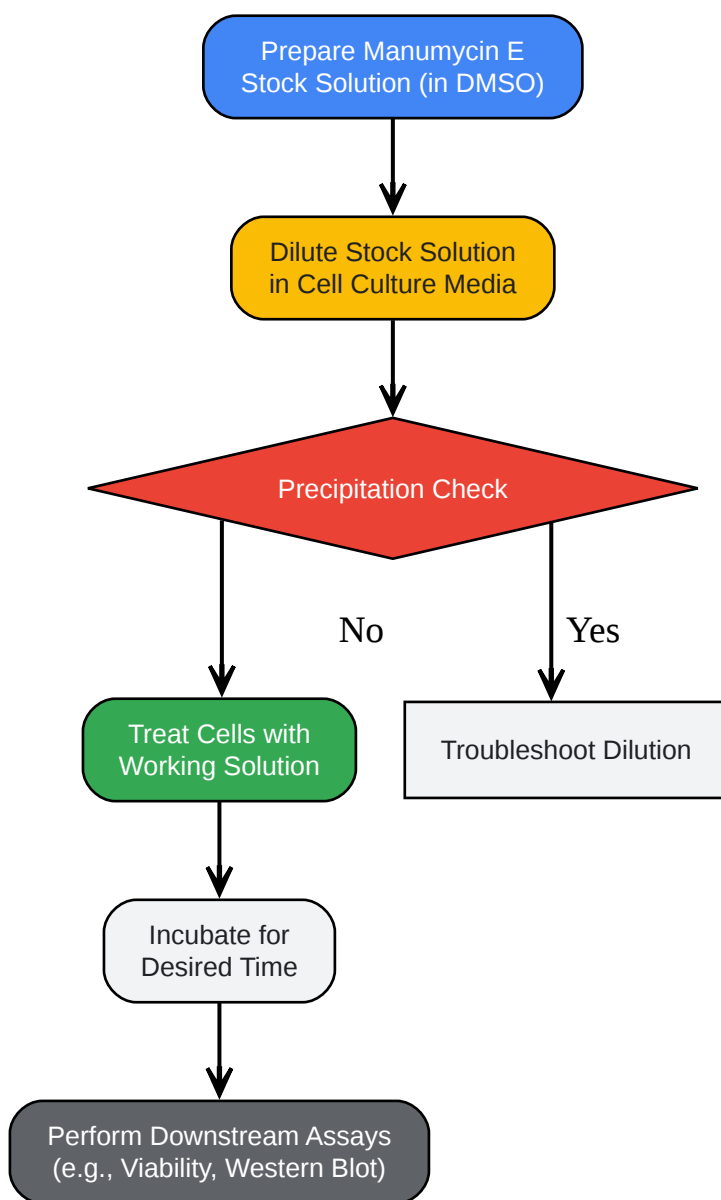 Prepare Manumycin E
Stock Solution (in DMSO)
Dilute Stock Solution
in Cell Culture Media
Precipitation Check
No
Yes
Treat Cells with
Working Solution
Troubleshoot Dilution
Incubate for
Desired Time
Perform Downstream Assays
(e.g., Viability, Western Blot)